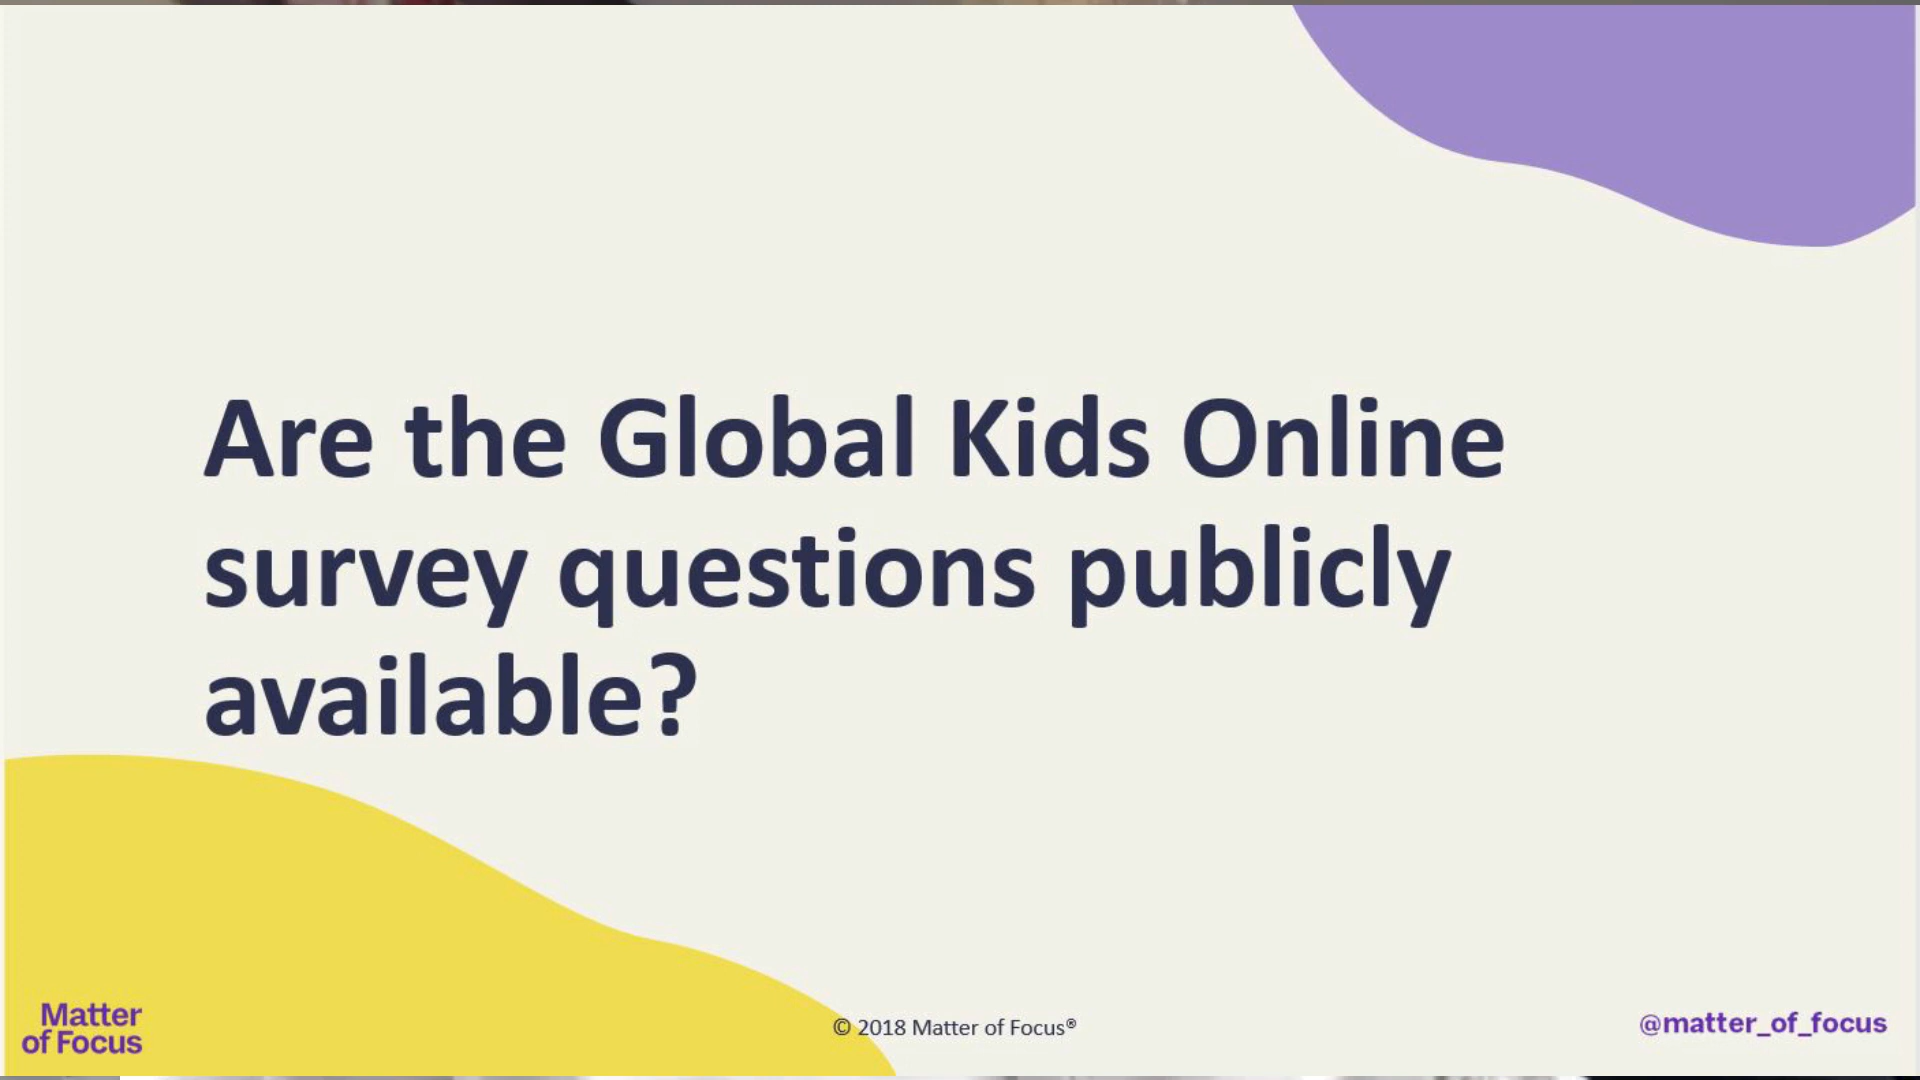 Are the Global Kids Online
survey questions publicly
available?
Matter
of Focus
© 2018 Matter of Focus®
@matter_of_focus